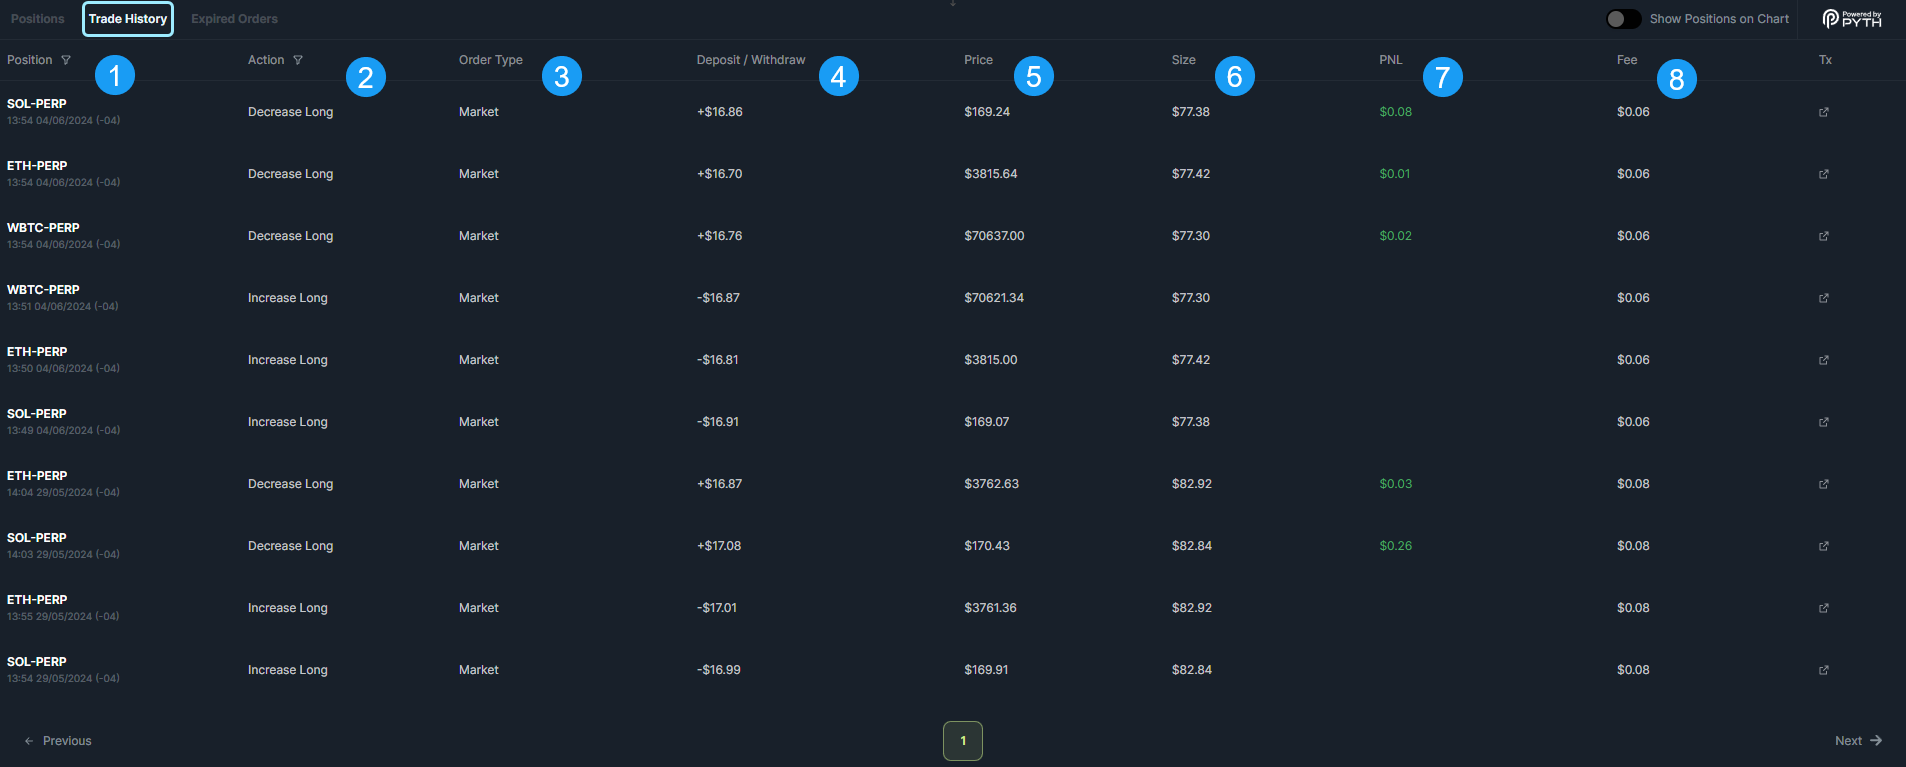 Positions Trade History Expired Orders Show Positions on Chart Powered by PYTH
Position 1 Action 2 Order Type 3 Deposit / Withdraw 4 Price 5 Size 6 PNL 7 Fee 8 Tx
SOL-PERP
13:54 04/06/2024 (-04) Decrease Long Market +$16.86 $169.24 $77.38 $0.08 $0.06
ETH-PERP
13:54 04/06/2024 (-04) Decrease Long Market +$16.70 $3815.64 $77.42 $0.01 $0.06
WBTC-PERP
13:54 04/06/2024 (-04) Decrease Long Market +$16.76 $70637.00 $77.30 $0.02 $0.06
WBTC-PERP
13:51 04/06/2024 (-04) Increase Long Market -$16.87 $70621.34 $77.30 $0.06
ETH-PERP
13:50 04/06/2024 (-04) Increase Long Market -$16.81 $3815.00 $77.42 $0.06
SOL-PERP
13:49 04/06/2024 (-04) Increase Long Market -$16.91 $169.07 $77.38 $0.06
ETH-PERP
14:04 29/05/2024 (-04) Decrease Long Market +$16.87 $3762.63 $82.92 $0.03 $0.08
SOL-PERP
14:03 29/05/2024 (-04) Decrease Long Market +$17.08 $170.43 $82.84 $0.26 $0.08
ETH-PERP
13:55 29/05/2024 (-04) Increase Long Market -$17.01 $3761.36 $82.92 $0.08
SOL-PERP
13:54 29/05/2024 (-04) Increase Long Market -$16.99 $169.91 $82.84 $0.08
Previous 1 Next